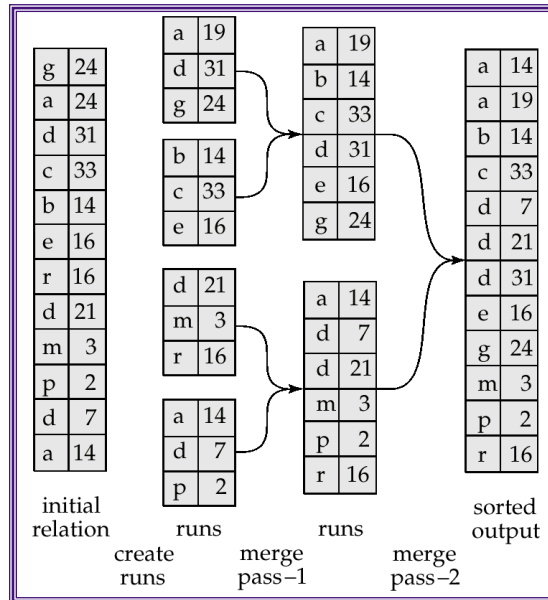 g 24
a 24
d 31
c 33
b 14
e 16
r 16
d 21
m 3
p 2
d 7
a 14
initial
relation
a 19
d 31
g 24
b 14
c 33
e 16
d 21
m 3
r 16
a 14
d 7
p 2
runs
a 19
b 14
c 33
d 31
e 16
g 24
a 14
d 7
d 21
m 3
p 2
r 16
runs
a 14
a 19
b 14
c 33
d 7
d 21
d 31
e 16
g 24
m 3
p 2
r 16
sorted
output
create
runs
merge
pass–1
merge
pass–2